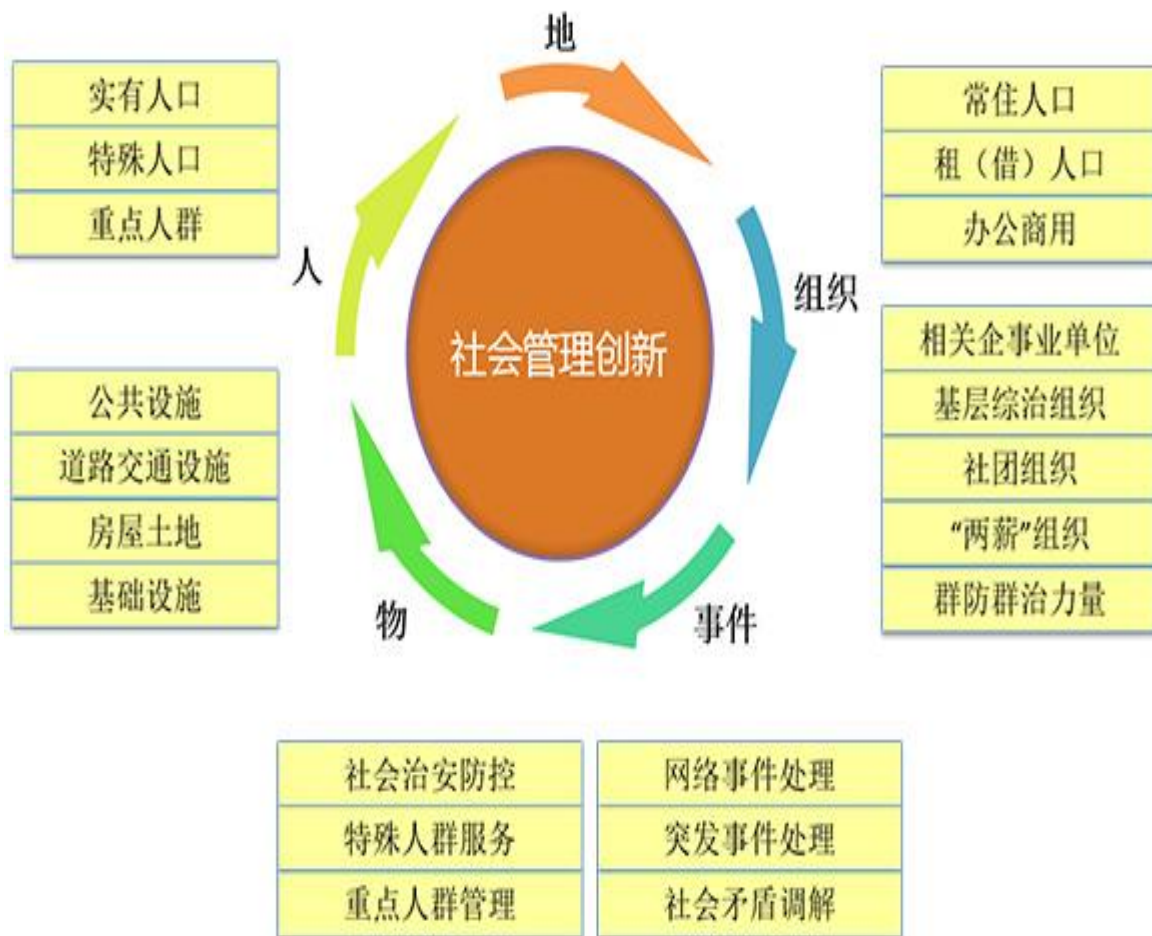 地
实有人口
特殊人口
重点人群
常住人口
租（借）人口
办公商用
人
组织
社会管理创新
公共设施
道路交通设施
房屋土地
基础设施
相关企事业单位
基层综治组织
社团组织
“两薪”组织
群防群治力量
物
事件
社会治安防控
特殊人群服务
重点人群管理
网络事件处理
突发事件处理
社会矛盾调解